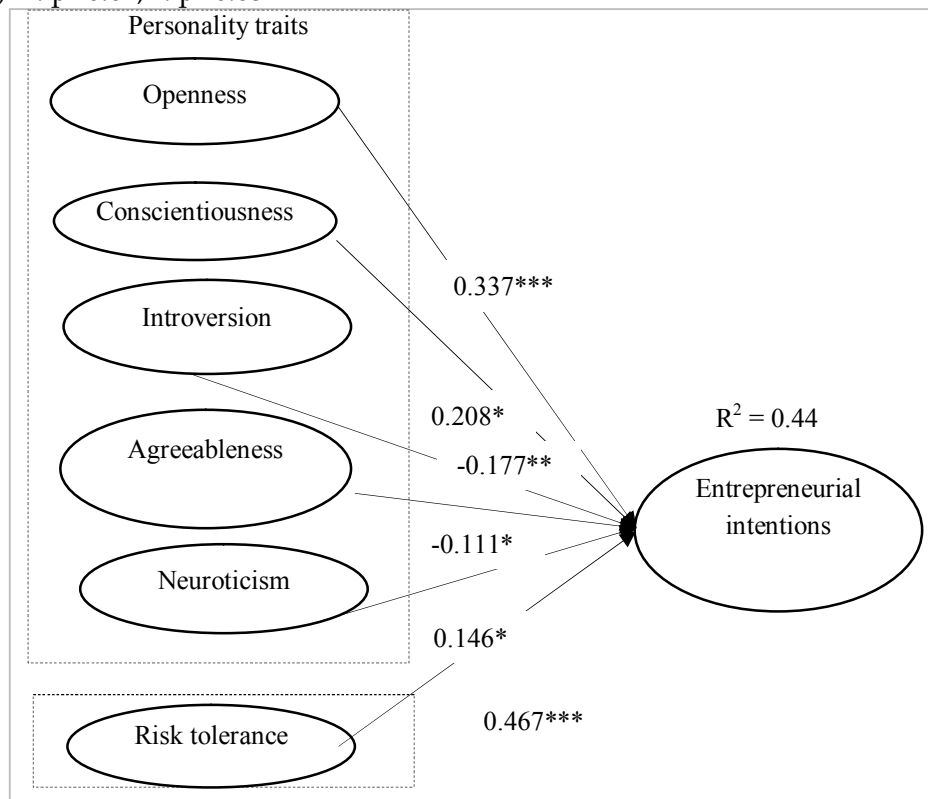 Personality traits
Openness
Conscientiousness
0.337***
Introversion
0.208*
R² = 0.44
Agreeableness
-0.177**
Entrepreneurial
intentions
-0.111*
Neuroticism
0.146*
0.467***
Risk tolerance